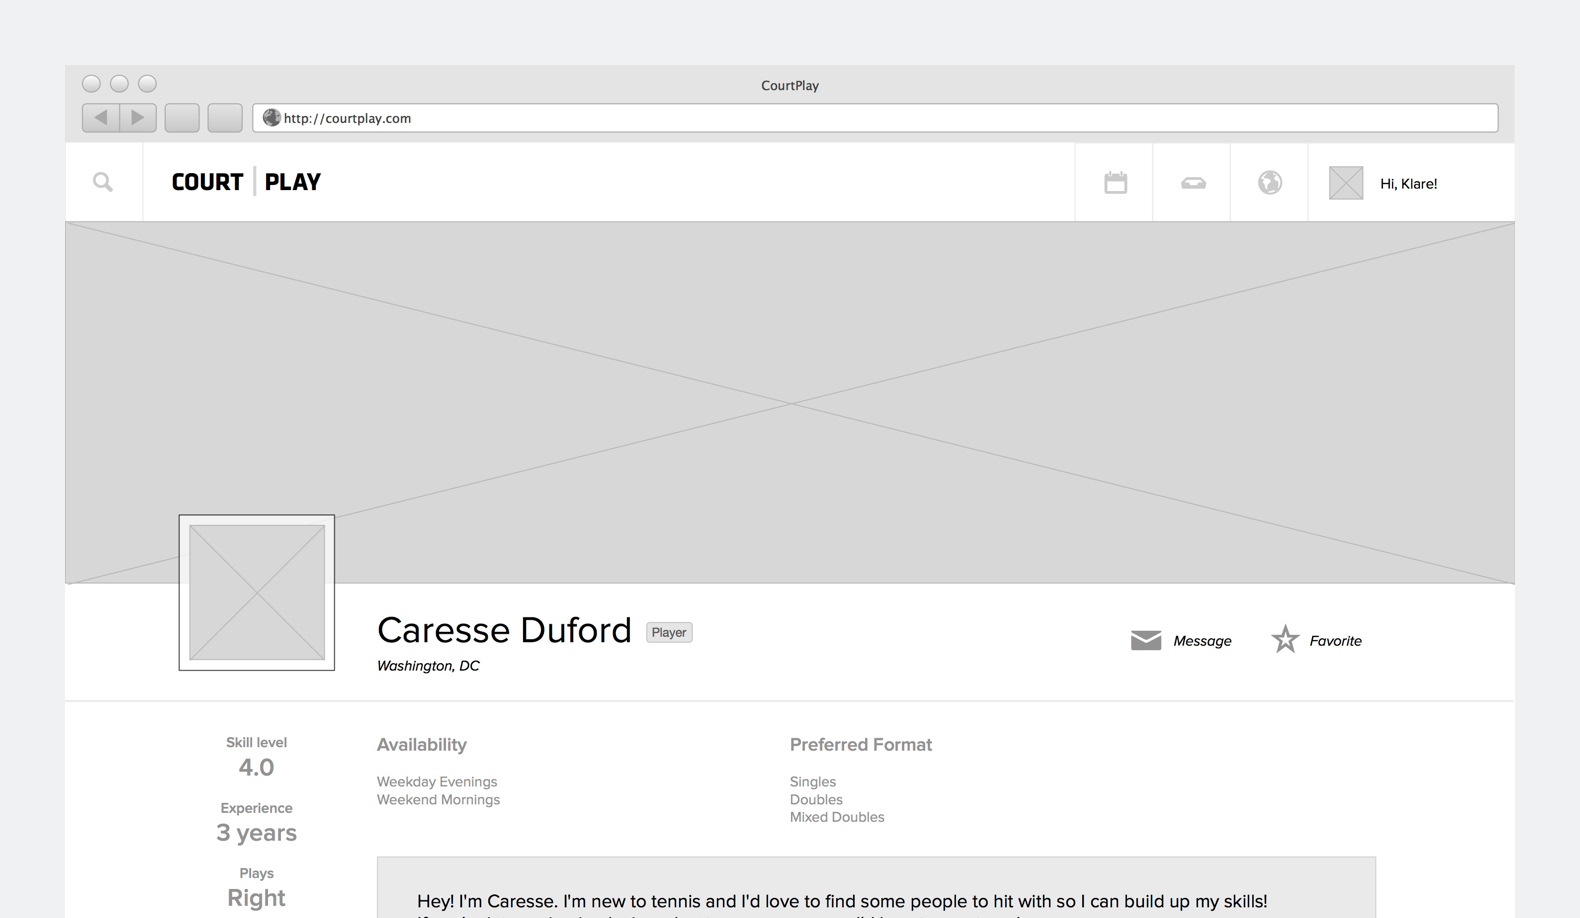 CourtPlay
http://courtplay.com
COURT | PLAY
Hi, Klare!
Caresse Duford
Player
Washington, DC
Message
Favorite
Skill level
4.0
Experience
3 years
Plays
Right
Availability
Weekday Evenings
Weekend Mornings
Preferred Format
Singles
Doubles
Mixed Doubles
Hey! I'm Caresse. I'm new to tennis and I'd love to find some people to hit with so I can build up my skills!